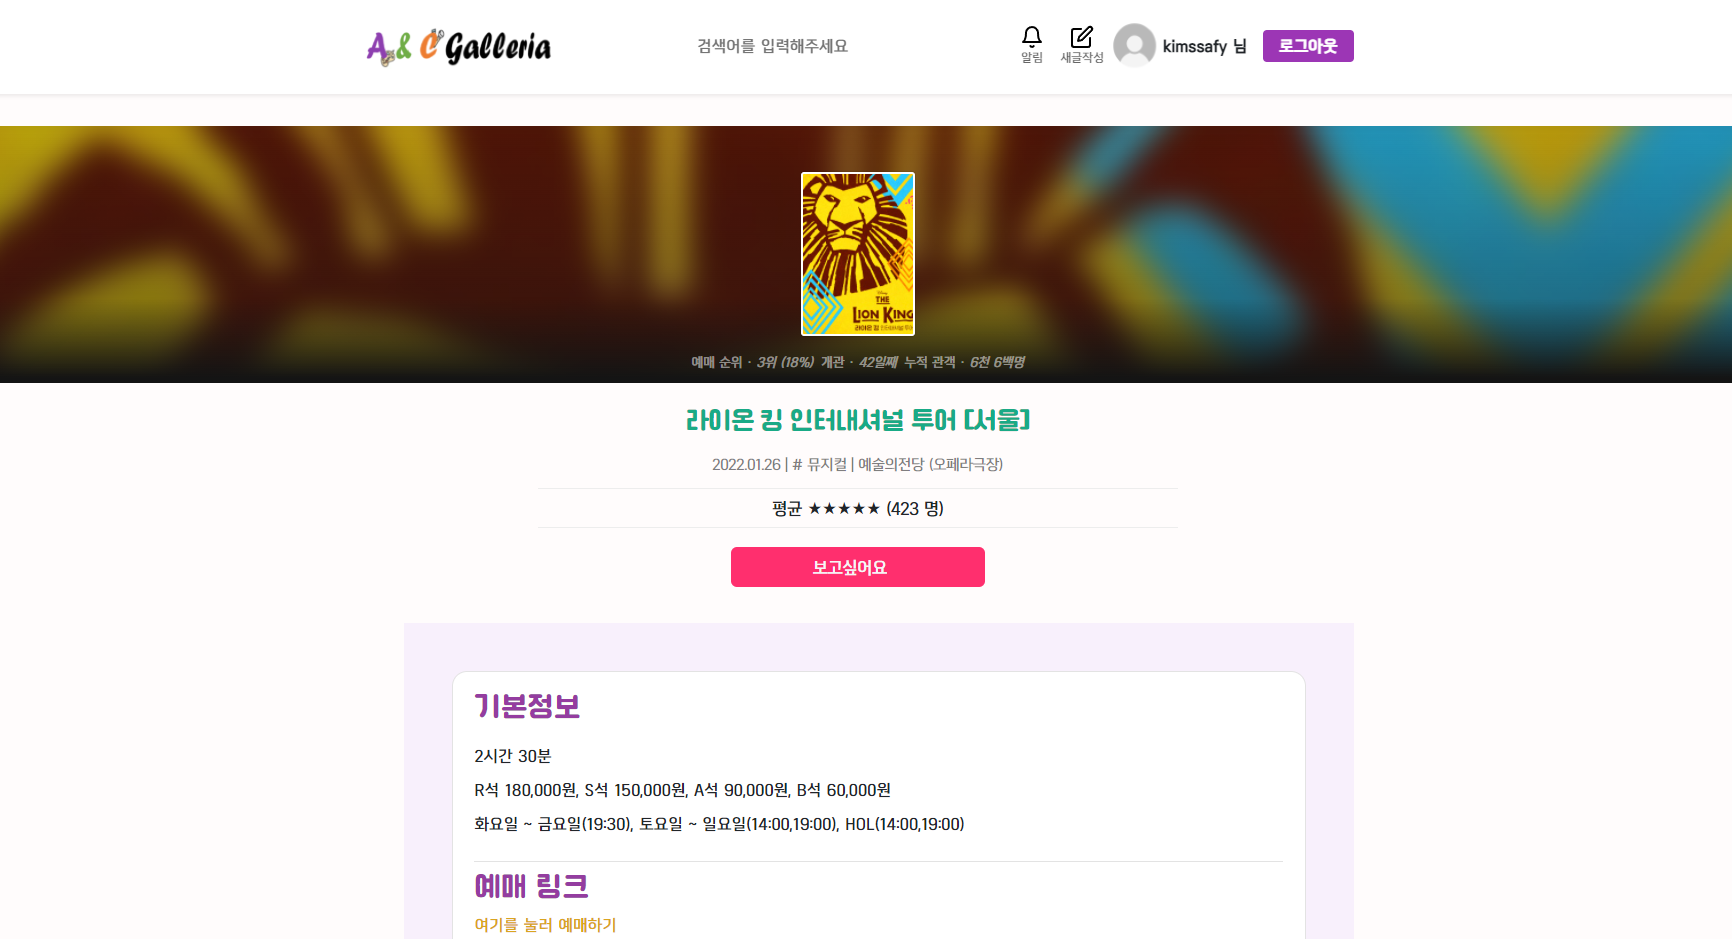 A & C Galleria
검색어를 입력해주세요
알림
새글작성
kimssafy 님
로그아웃
Disney
THE
LION KING
라이온 킹 인터내셔널 투어
예매 순위 · 3위 (18%) 개관 · 42일째 누적 관객 · 6천 6백명
라이온 킹 인터내셔널 투어 [서울]
2022.01.26 | # 뮤지컬 | 예술의전당 (오페라극장)
평균 ★★★★★ (423 명)
보고싶어요
기본정보
2시간 30분
R석 180,000원, S석 150,000원, A석 90,000원, B석 60,000원
화요일 ~ 금요일(19:30), 토요일 ~ 일요일(14:00,19:00), HOL(14:00,19:00)
예매 링크
여기를 눌러 예매하기